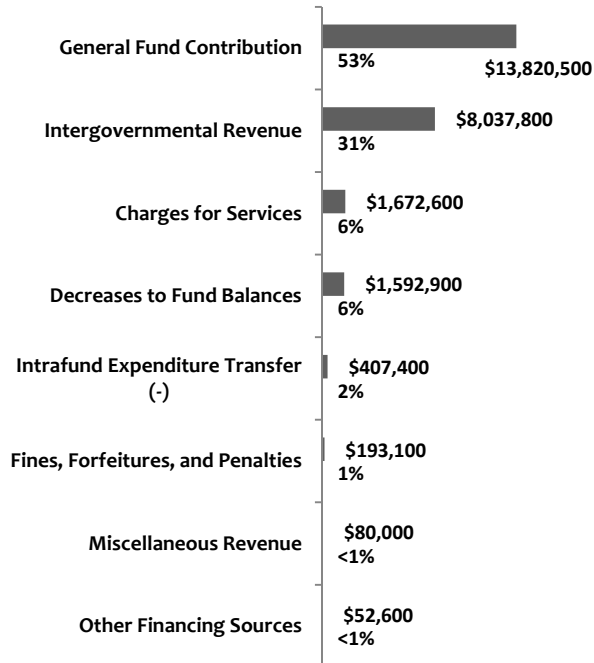 General Fund Contribution
53%
$13,820,500
Intergovernmental Revenue
$8,037,800
31%
Charges for Services
$1,672,600
6%
Decreases to Fund Balances
$1,592,900
6%
Intrafund Expenditure Transfer
(-)
$407,400
2%
Fines, Forfeitures, and Penalties
$193,100
1%
Miscellaneous Revenue
$80,000
<1%
Other Financing Sources
$52,600
<1%